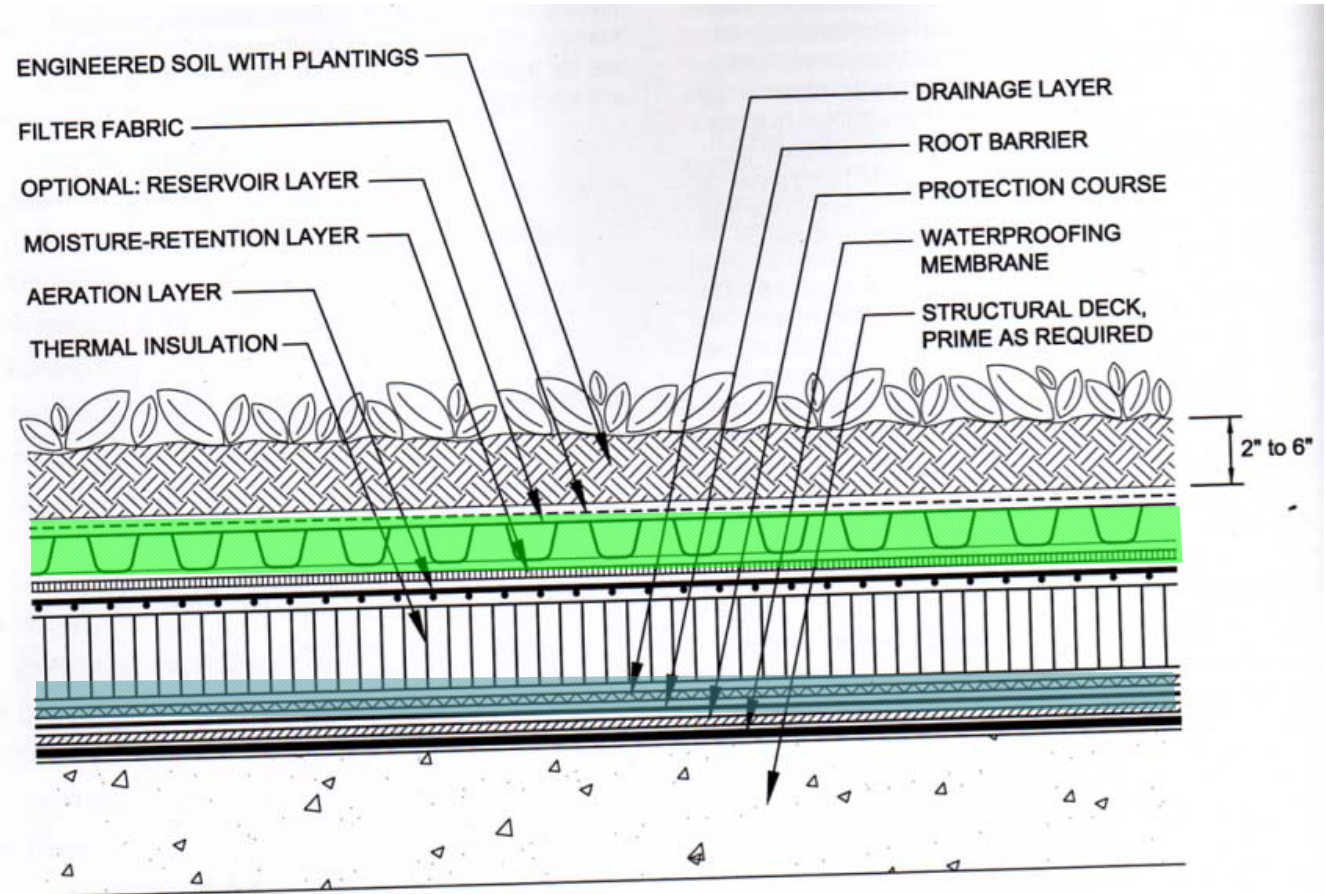 ENGINEERED SOIL WITH PLANTINGS
FILTER FABRIC
OPTIONAL: RESERVOIR LAYER
MOISTURE-RETENTION LAYER
AERATION LAYER
THERMAL INSULATION
DRAINAGE LAYER
ROOT BARRIER
PROTECTION COURSE
WATERPROOFING
MEMBRANE
STRUCTURAL DECK,
PRIME AS REQUIRED
2" to 6"